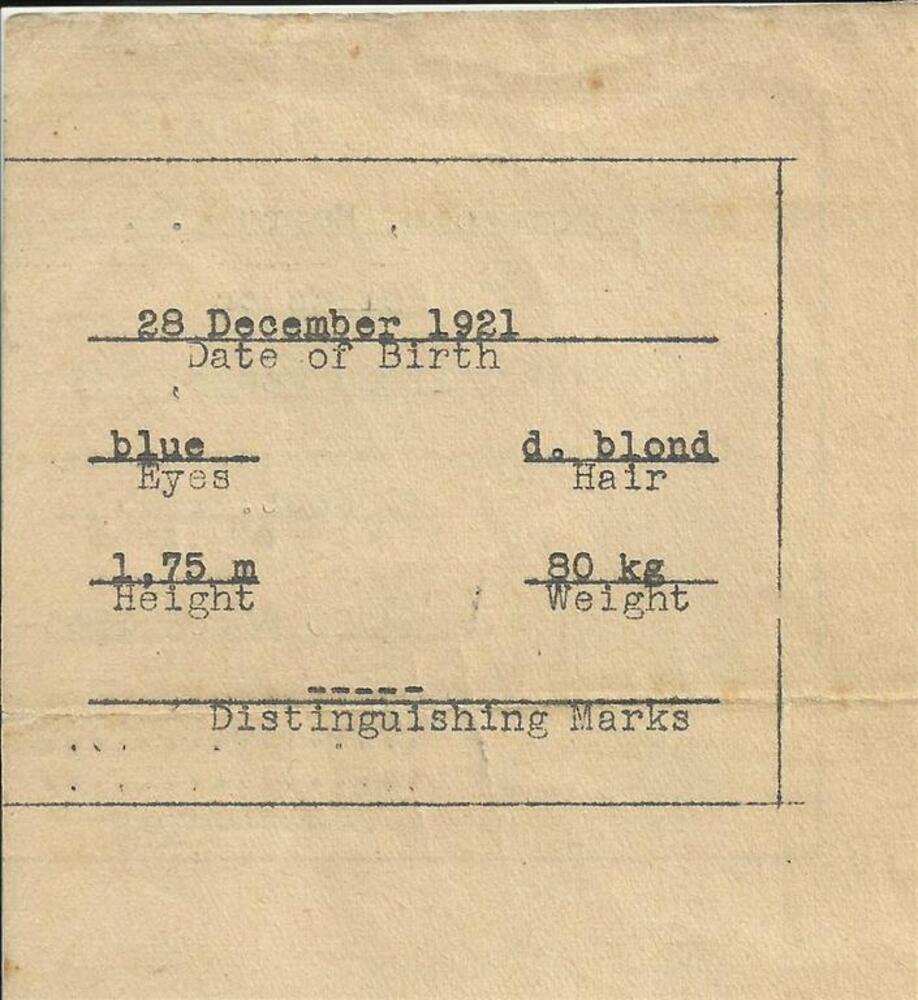 28 December 1921
Date of Birth
blue d. blond
Eyes Hair
1,75 m 80 kg
Height Weight
-----
Distinguishing Marks